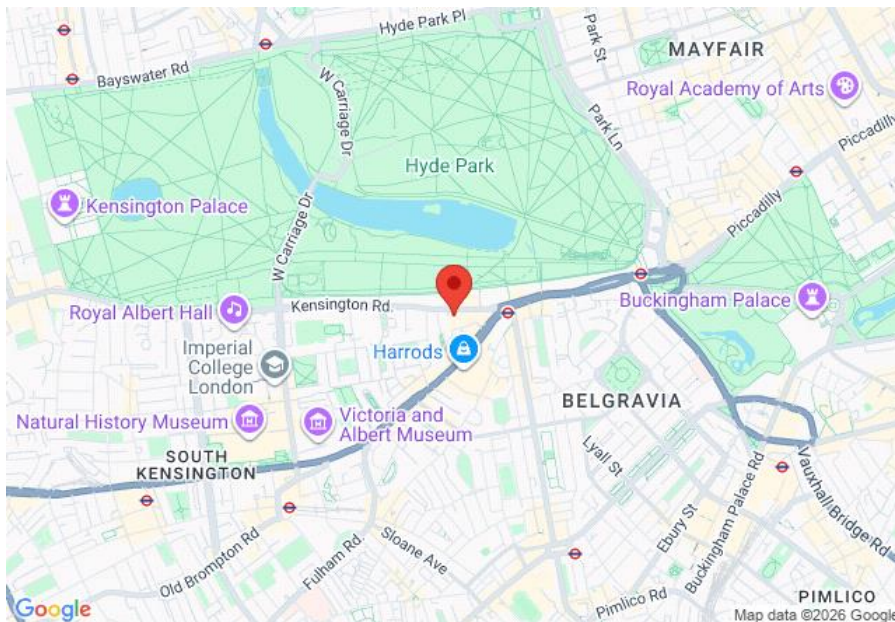 Hyde Park Pl
Bayswater Rd
W Carriage Dr
Park St
MAYFAIR
Royal Academy of Arts
Park Ln
Piccadilly
Hyde Park
Kensington Palace
W Carriage Dr
Piccadilly
Royal Albert Hall
Kensington Rd
Buckingham Palace
Imperial
College
London
Harrods
Natural History Museum
Victoria and
Albert Museum
BELGRAVIA
SOUTH
KENSINGTON
Lyall St
Vauxhall Bridge Rd
Buckingham Palace Rd
Ebury St
Sloane Ave
Old Brompton Rd
Fulham Rd
Pimlico Rd
PIMLICO
Google
Map data ©2026 Google